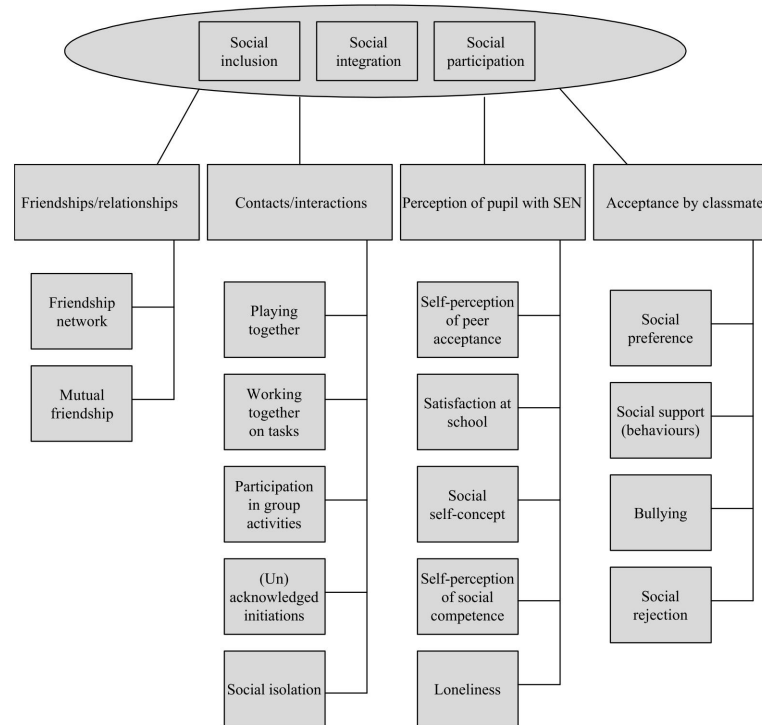 Social
inclusion
Social
integration
Social
participation
Friendships/relationships
Contacts/interactions
Perception of pupil with SEN
Acceptance by classmate
Friendship
network
Mutual
friendship
Playing
together
Working
together
on tasks
Participation
in group
activities
(Un)
acknowledged
initiations
Social isolation
Self-perception
of peer
acceptance
Satisfaction at
school
Social
self-concept
Self-perception
of social
competence
Loneliness
Social
preference
Social support
(behaviours)
Bullying
Social
rejection